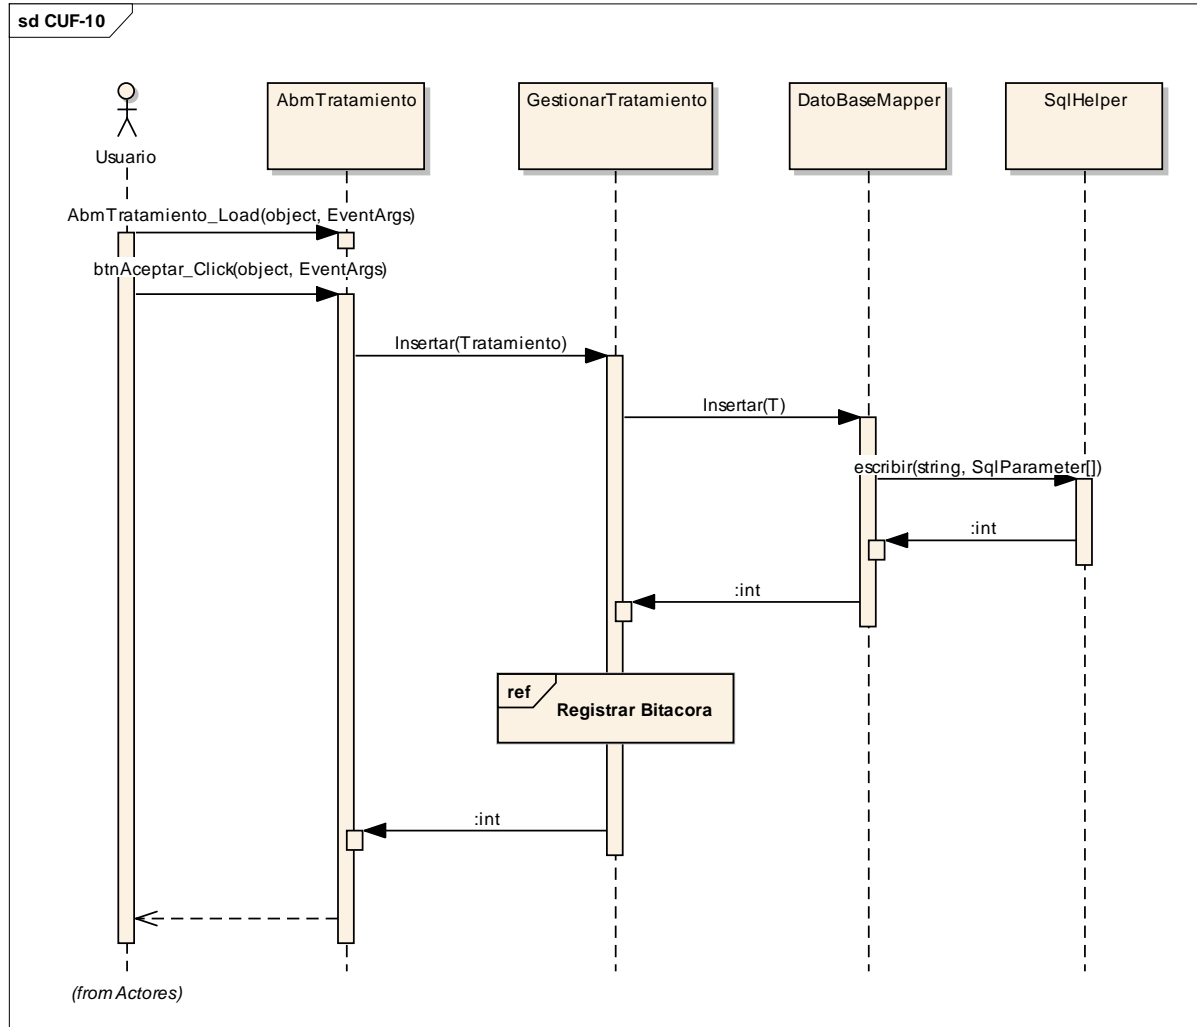 sd CUF-10
AbmTratamiento
GestionarTratamiento
DatoBaseMapper
SqlHelper
Usuario
AbmTratamiento_Load(object, EventArgs)
btnAceptar_Click(object, EventArgs)
Insertar(Tratamiento)
Insertar(T)
escribir(string, SqlParameter[])
:int
:int
ref
Registrar Bitacora
:int
(from Actores)